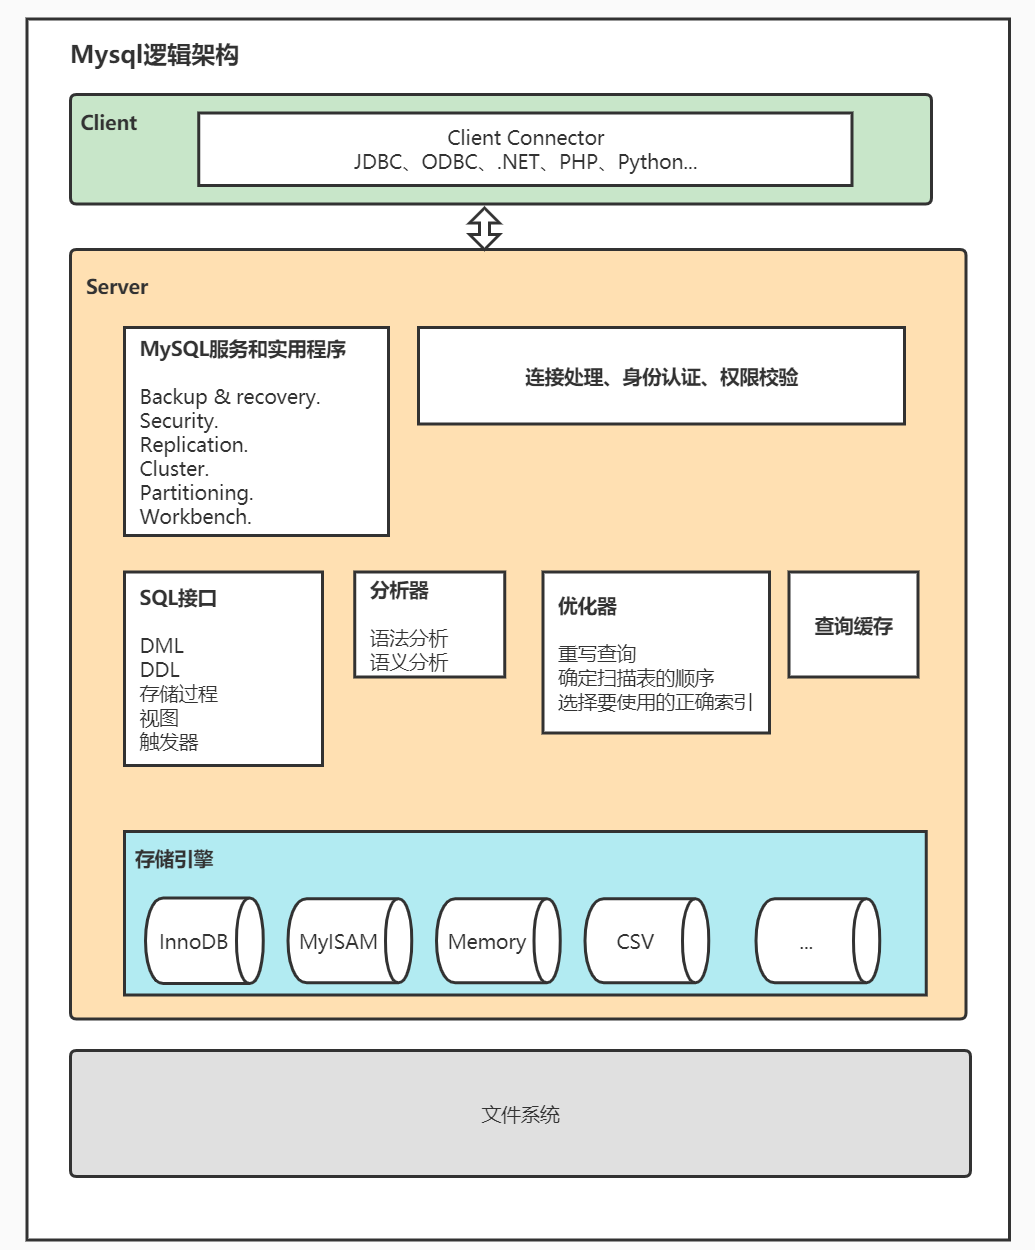 Mysql逻辑架构
Client
Client Connector
JDBC、ODBC、.NET、PHP、Python...
Server
MySQL服务和实用程序
Backup & recovery.
Security.
Replication.
Cluster.
Partitioning.
Workbench.
连接处理、身份认证、权限校验
SQL接口
DML
DDL
存储过程
视图
触发器
分析器
语法分析
语义分析
优化器
重写查询
确定扫描表的顺序
选择要使用的正确索引
查询缓存
存储引擎
InnoDB
MyISAM
Memory
CSV
...
文件系统